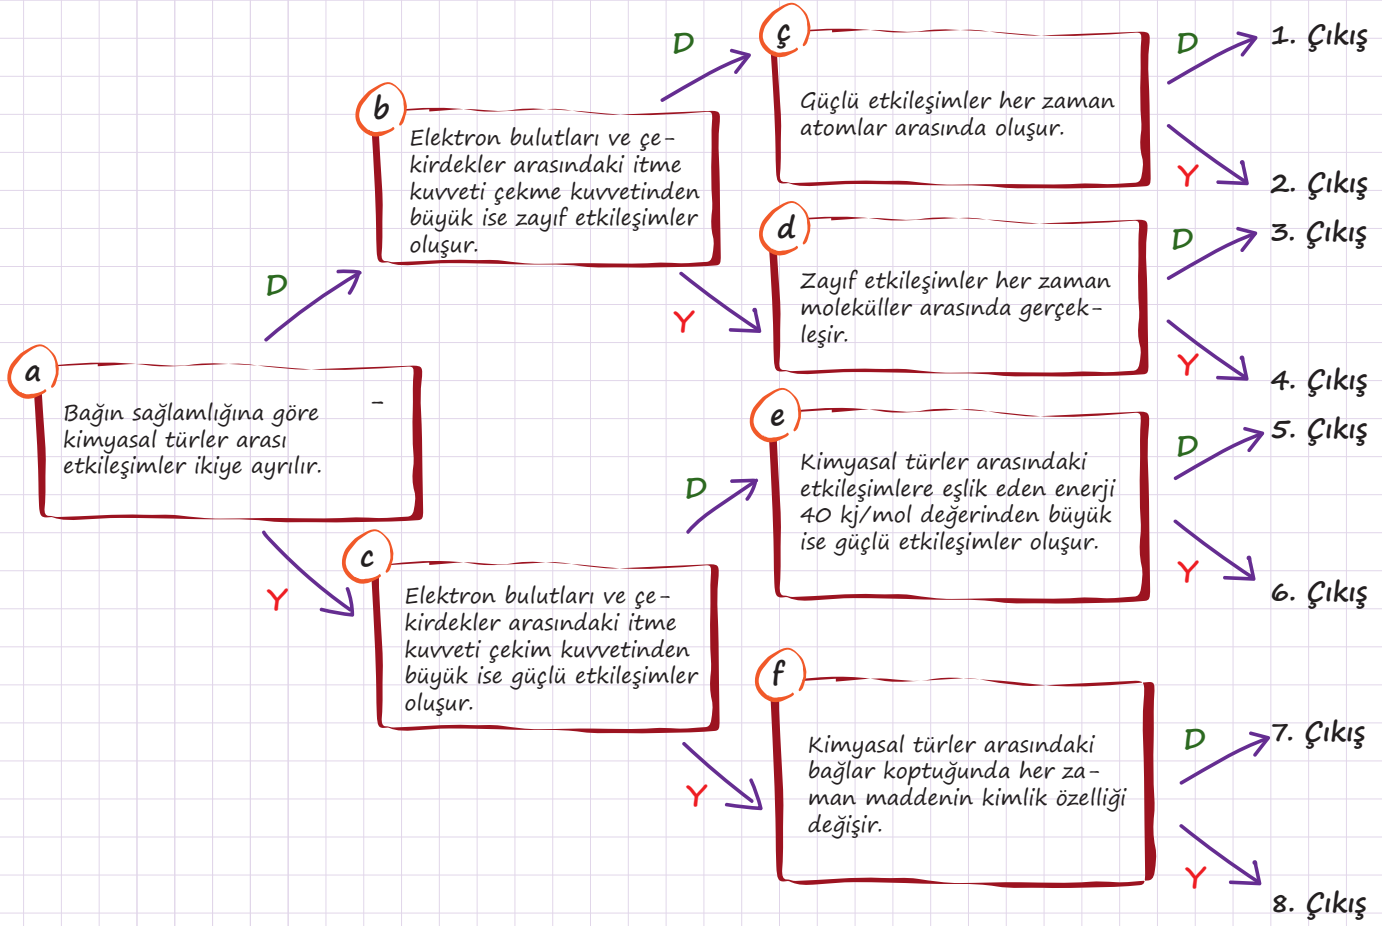 a
Bağın sağlamlığına göre
kimyasal türler arası
etkileşimler ikiye ayrılır.
-
D
Y
b
Elektron bulutları ve çe-
kirdekler arasındaki itme
kuvveti çekme kuvvetinden
büyük ise zayıf etkileşimler
oluşur.
D
Y
c
Elektron bulutları ve çe-
kirdekler arasındaki itme
kuvveti çekim kuvvetinden
büyük ise güçlü etkileşimler
oluşur.
D
Y
ç
Güçlü etkileşimler her zaman
atomlar arasında oluşur.
D
1. Çıkış
Y
2. Çıkış
d
Zayıf etkileşimler her zaman
moleküller arasında gerçek-
leşir.
D
3. Çıkış
Y
4. Çıkış
e
Kimyasal türler arasındaki
etkileşimlere eşlik eden enerji
40 kj/mol değerinden büyük
ise güçlü etkileşimler oluşur.
D
5. Çıkış
Y
6. Çıkış
f
Kimyasal türler arasındaki
bağlar koptuğunda her za-
man maddenin kimlik özelliği
değişir.
D
7. Çıkış
Y
8. Çıkış